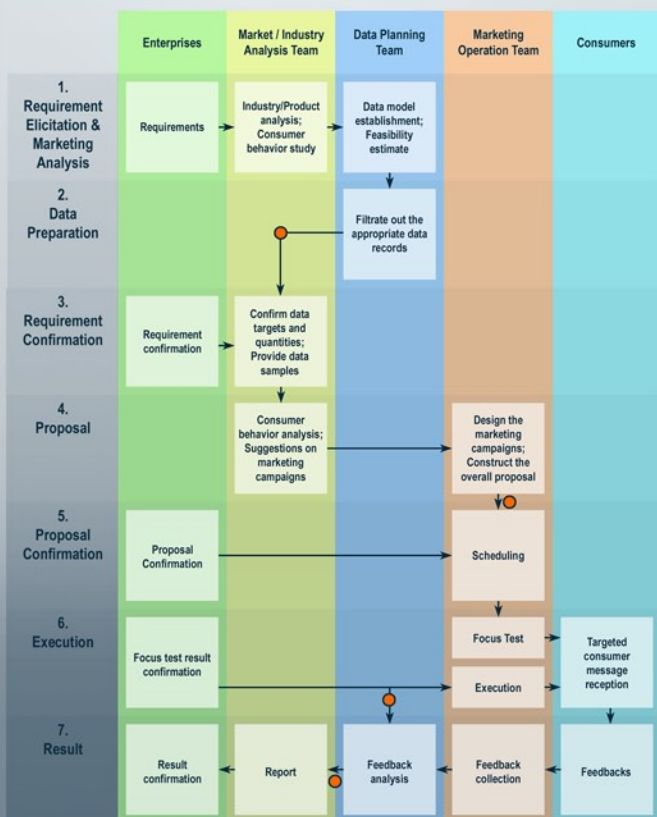 Enterprises
Market / Industry
Analysis Team
Data Planning
Team
Marketing
Operation Team
Consumers
1.
Requirement
Elicitation &
Marketing
Analysis
Requirements
Industry/Product
analysis;
Consumer
behavior study
Data model
establishment;
Feasibility
estimate
2.
Data
Preparation
Filtrate out the
appropriate data
records
3.
Requirement
Confirmation
Requirement
confirmation
Confirm data
targets and
quantities;
Provide data
samples
4.
Proposal
Consumer
behavior analysis;
Suggestions on
marketing
campaigns
Design the
marketing
campaigns;
Construct the
overall proposal
5.
Proposal
Confirmation
Proposal
Confirmation
Scheduling
6.
Execution
Focus test result
confirmation
Focus Test
Execution
Targeted
consumer
message
reception
7.
Result
Result
confirmation
Report
Feedback
analysis
Feedback
collection
Feedbacks